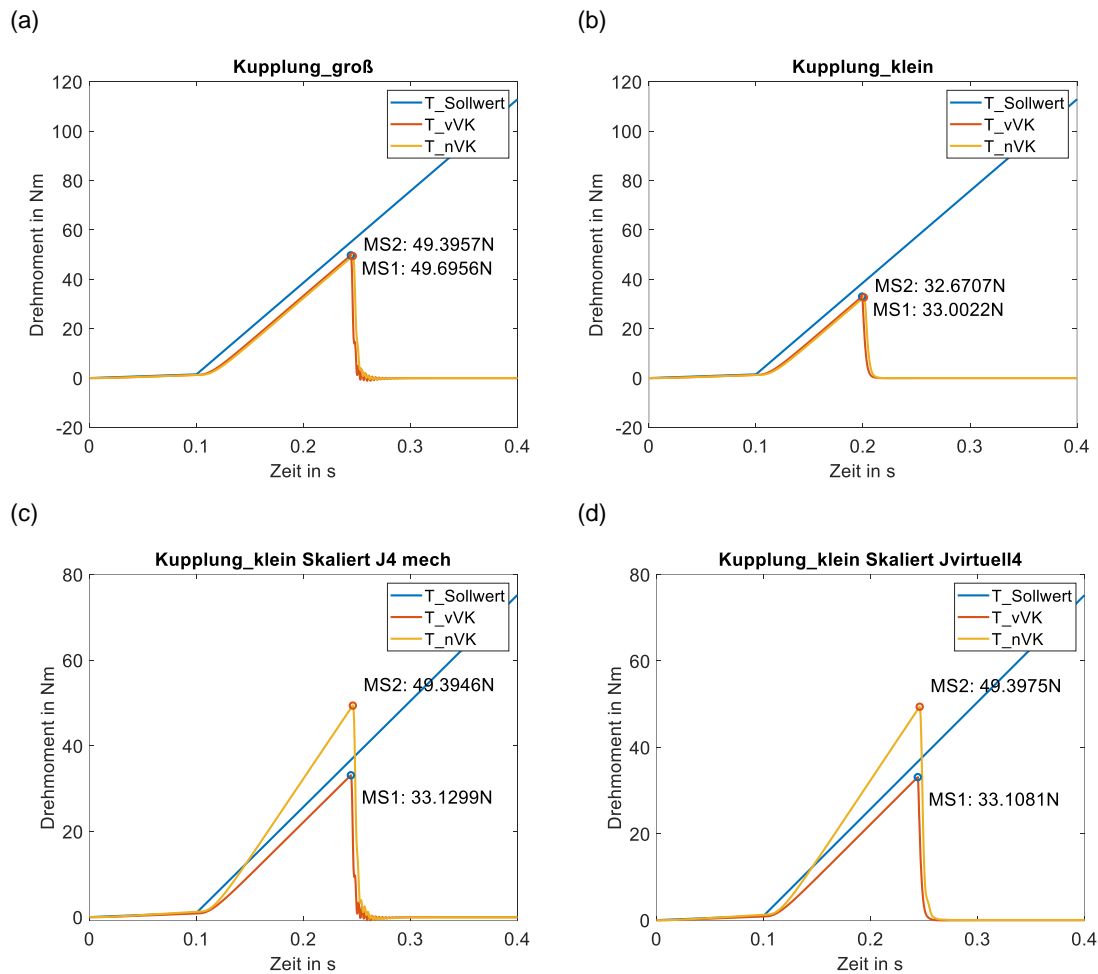 (a)
Kupplung_groß
120
100
80
60
40
20
0
-20
Drehmoment in Nm
T_Sollwert
T_vVK
T_nVK
MS2: 49.3957N
MS1: 49.6956N
0 0.1 0.2 0.3 0.4
Zeit in s
(b)
Kupplung_klein
120
100
80
60
40
20
0
-20
Drehmoment in Nm
T_Sollwert
T_vVK
T_nVK
MS2: 32.6707N
MS1: 33.0022N
0 0.1 0.2 0.3 0.4
Zeit in s
(c)
Kupplung_klein Skaliert J4 mech
80
60
40
20
0
Drehmoment in Nm
T_Sollwert
T_vVK
T_nVK
MS2: 49.3946N
MS1: 33.1299N
0 0.1 0.2 0.3 0.4
Zeit in s
(d)
Kupplung_klein Skaliert Jvirtuell4
80
60
40
20
0
Drehmoment in Nm
T_Sollwert
T_vVK
T_nVK
MS2: 49.3975N
MS1: 33.1081N
0 0.1 0.2 0.3 0.4
Zeit in s